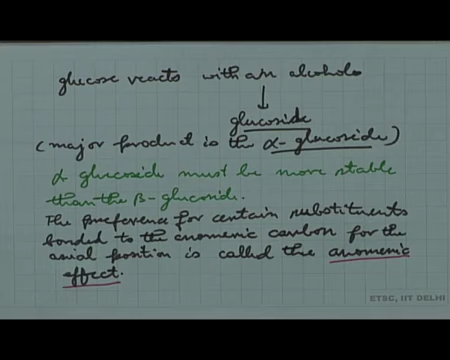 glucose reacts with an alcohols
↓
glucoside
(major product is the α-glucoside)
α glucoside must be more stable
than the β-glucoside.
The preference for certain substituents
bonded to the anomeric carbon for the
axial position is called the anomeric
effect.
ETSC, IIT DELHI